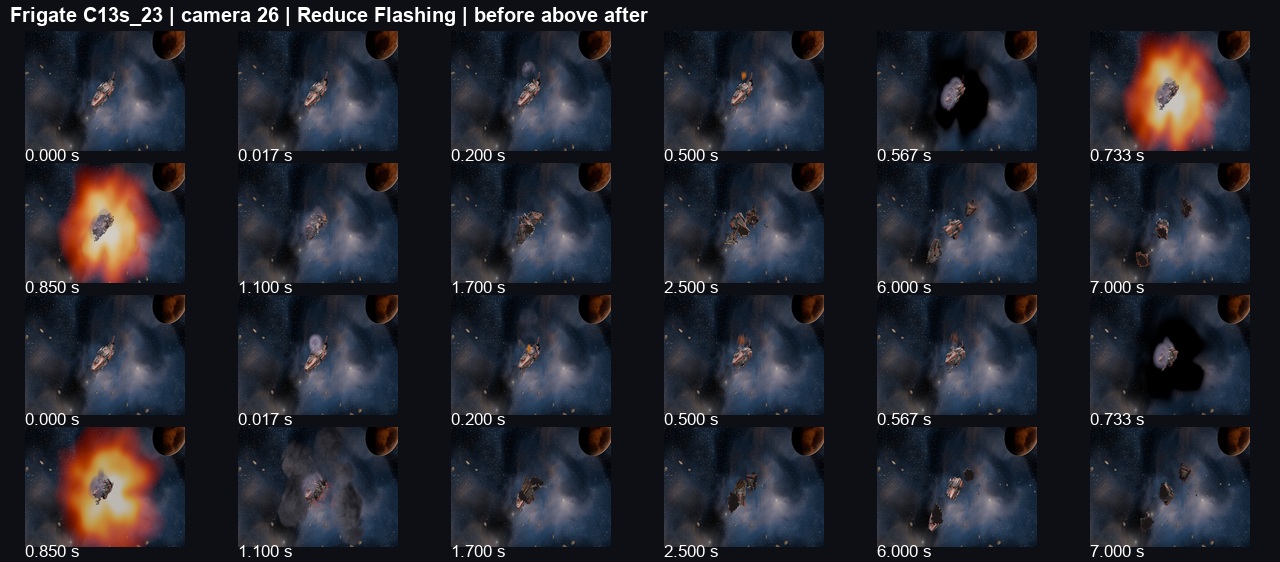 Frigate C13s_23 | camera 26 | Reduce Flashing | before above after
0.000 s 0.017 s 0.200 s 0.500 s 0.567 s 0.733 s
0.850 s 1.100 s 1.700 s 2.500 s 6.000 s 7.000 s
0.000 s 0.017 s 0.200 s 0.500 s 0.567 s 0.733 s
0.850 s 1.100 s 1.700 s 2.500 s 6.000 s 7.000 s